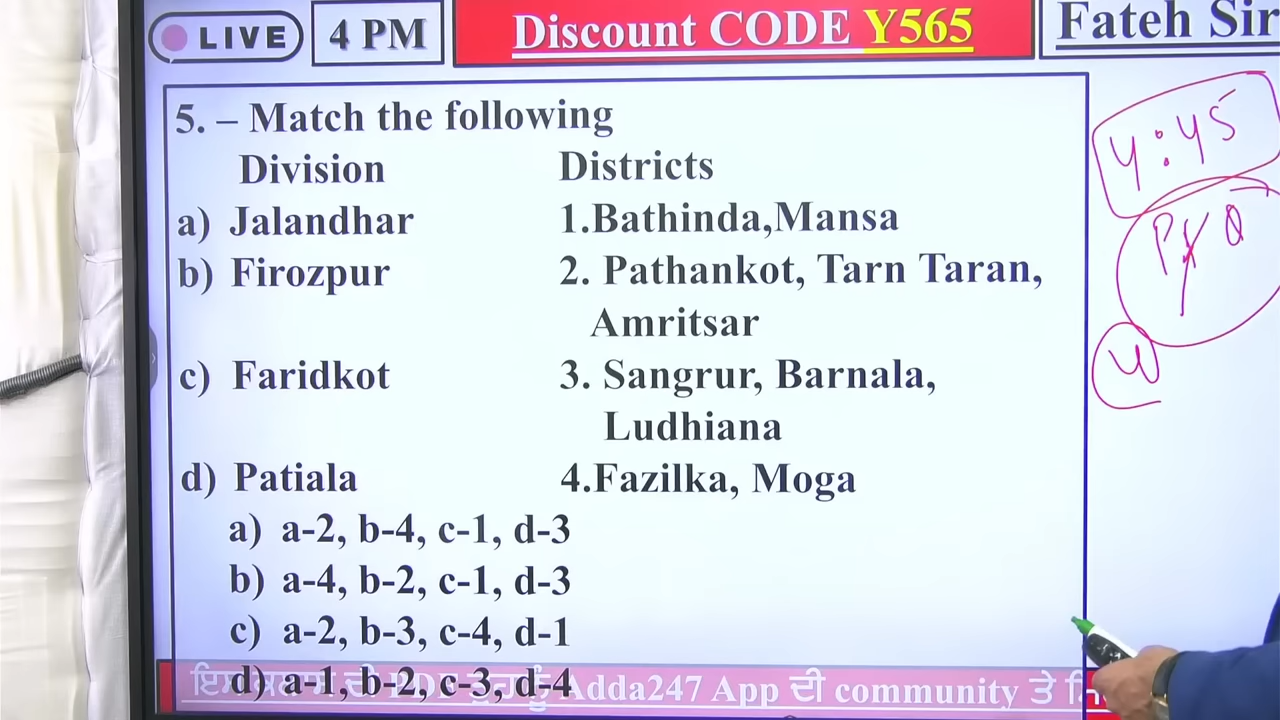 LIVE 4 PM Discount CODE Y565 Fateh Sir
5. – Match the following
Division Districts
a) Jalandhar 1.Bathinda,Mansa
b) Firozpur 2. Pathankot, Tarn Taran,
Amritsar
c) Faridkot 3. Sangrur, Barnala,
Ludhiana
d) Patiala 4.Fazilka, Moga
a) a-2, b-4, c-1, d-3
b) a-4, b-2, c-1, d-3
c) a-2, b-3, c-4, d-1
d) a-1, b-2, c-3, d-4
Adda247 App ਦੀ community ਤੇ
4:45
PYQ